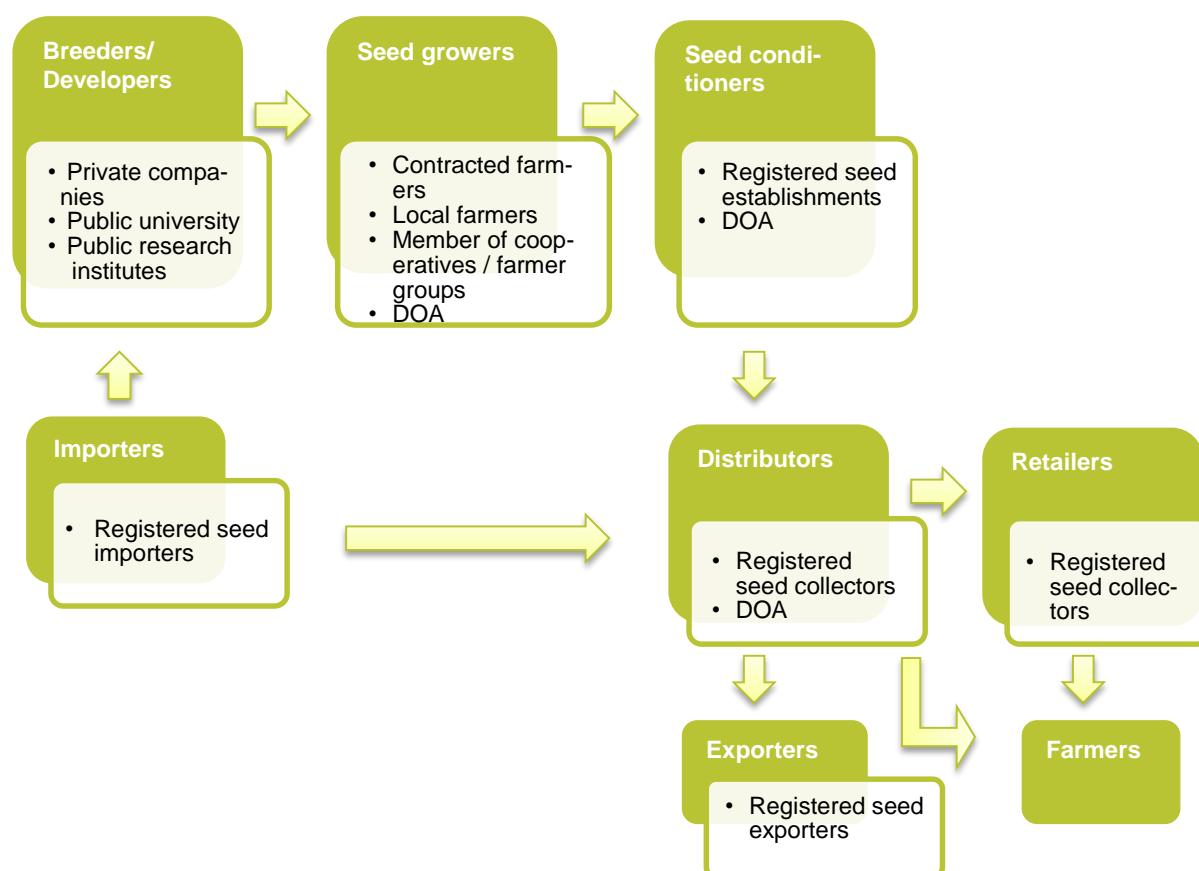 Breeders/
Developers
• Private compa-
nies
• Public university
• Public research
institutes
Seed growers
• Contracted farm-
ers
• Local farmers
• Member of coop-
eratives / farmer
groups
• DOA
Seed condi-
tioners
• Registered seed
establishments
• DOA
Importers
• Registered seed
importers
Distributors
• Registered
seed collectors
• DOA
Retailers
• Registered
seed collec-
tors
Exporters
• Registered seed
exporters
Farmers